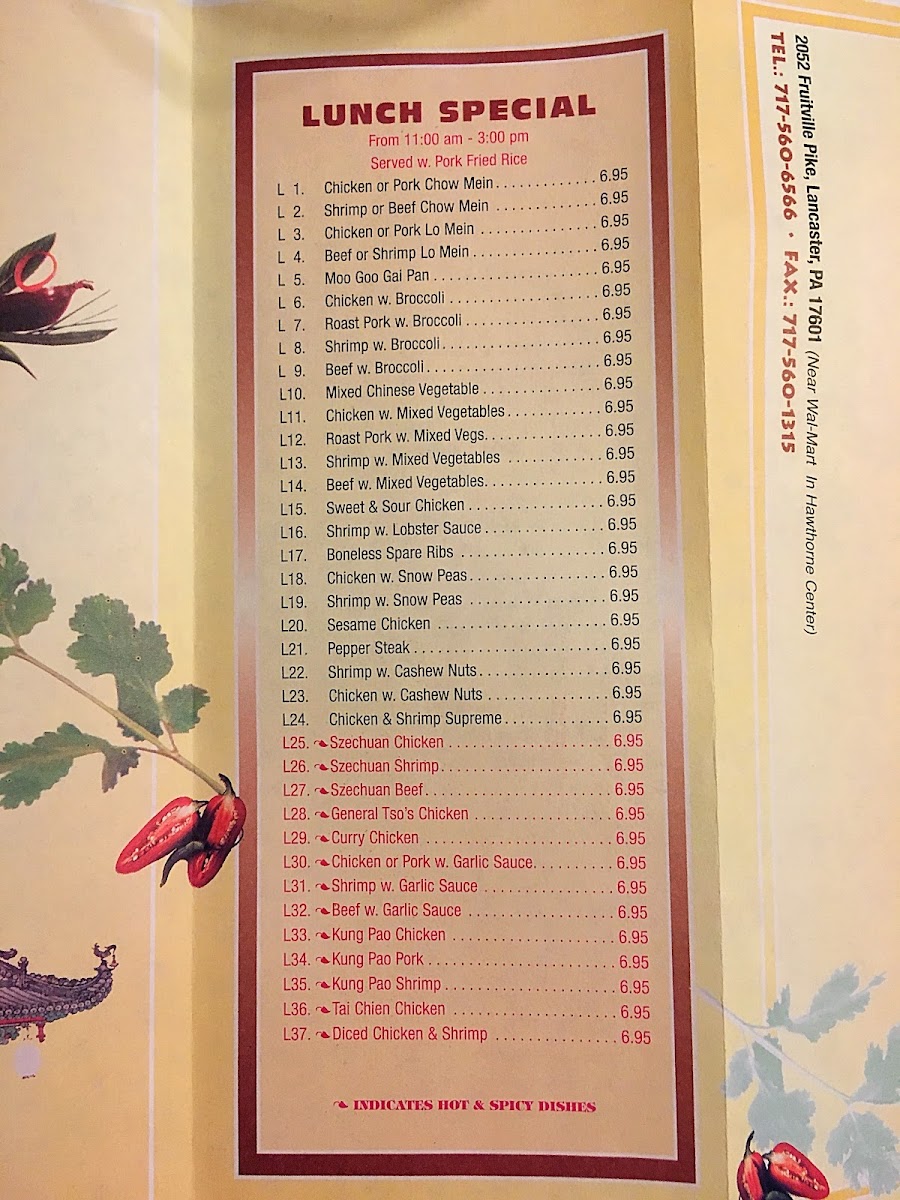 LUNCH SPECIAL
From 11:00 am - 3:00 pm
Served w. Pork Fried Rice
L 1. Chicken or Pork Chow Mein............. 6.95
L 2. Shrimp or Beef Chow Mein ............. 6.95
L 3. Chicken or Pork Lo Mein ............... 6.95
L 4. Beef or Shrimp Lo Mein ................ 6.95
L 5. Moo Goo Gai Pan ..................... 6.95
L 6. Chicken w. Broccoli ................... 6.95
L 7. Roast Pork w. Broccoli ................. 6.95
L 8. Shrimp w. Broccoli.................... 6.95
L 9. Beef w. Broccoli...................... 6.95
L10. Mixed Chinese Vegetable ............... 6.95
L11. Chicken w. Mixed Vegetables............ 6.95
L12. Roast Pork w. Mixed Vegs............... 6.95
L13. Shrimp w. Mixed Vegetables ............ 6.95
L14. Beef w. Mixed Vegetables............... 6.95
L15. Sweet & Sour Chicken ................. 6.95
L16. Shrimp w. Lobster Sauce ............... 6.95
L17. Boneless Spare Ribs .................. 6.95
L18. Chicken w. Snow Peas................. 6.95
L19. Shrimp w. Snow Peas ................. 6.95
L20. Sesame Chicken ..................... 6.95
L21. Pepper Steak ........................ 6.95
L22. Shrimp w. Cashew Nuts................ 6.95
L23. Chicken w. Cashew Nuts ............... 6.95
L24. Chicken & Shrimp Supreme............. 6.95
L25. Szechuan Chicken .................... 6.95
L26. Szechuan Shrimp..................... 6.95
L27. Szechuan Beef....................... 6.95
L28. General Tso's Chicken ................. 6.95
L29. Curry Chicken ....................... 6.95
L30. Chicken or Pork w. Garlic Sauce.......... 6.95
L31. Shrimp w. Garlic Sauce ................ 6.95
L32. Beef w. Garlic Sauce .................. 6.95
L33. Kung Pao Chicken .................... 6.95
L34. Kung Pao Pork ....................... 6.95
L35. Kung Pao Shrimp ..................... 6.95
L36. Tai Chien Chicken .................... 6.95
L37. Diced Chicken & Shrimp ............... 6.95
INDICATES HOT & SPICY DISHES
2052 Fruitville Pike, Lancaster, PA 17601 (Near Wal-Mart In Hawthorne Center)
TEL.: 717-560-6566 • FAX.: 717-560-1315